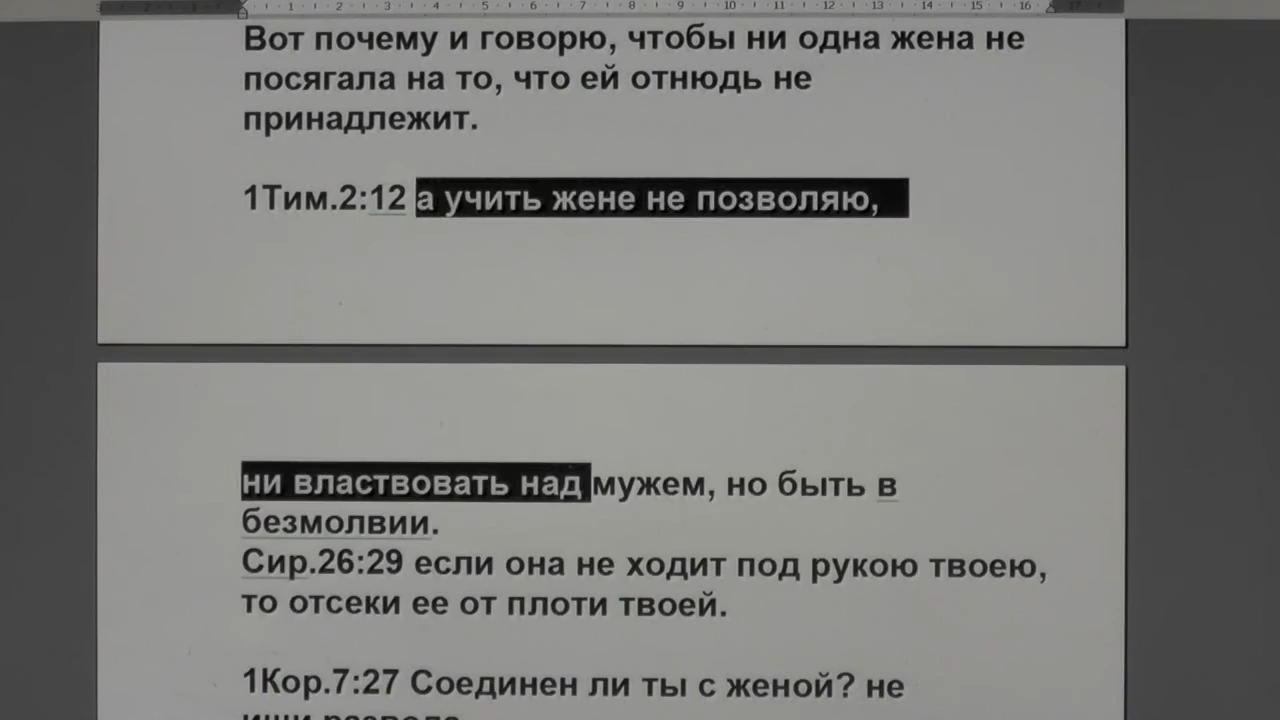 Вот почему и говорю, чтобы ни одна жена не
посягала на то, что ей отнюдь не
принадлежит.
1Тим.2:12 а учить жене не позволяю,
ни властвовать над мужем, но быть в
безмолвии.
Сир.26:29 если она не ходит под рукою твоею,
то отсеки ее от плоти твоей.
1Кор.7:27 Соединен ли ты с женой? не